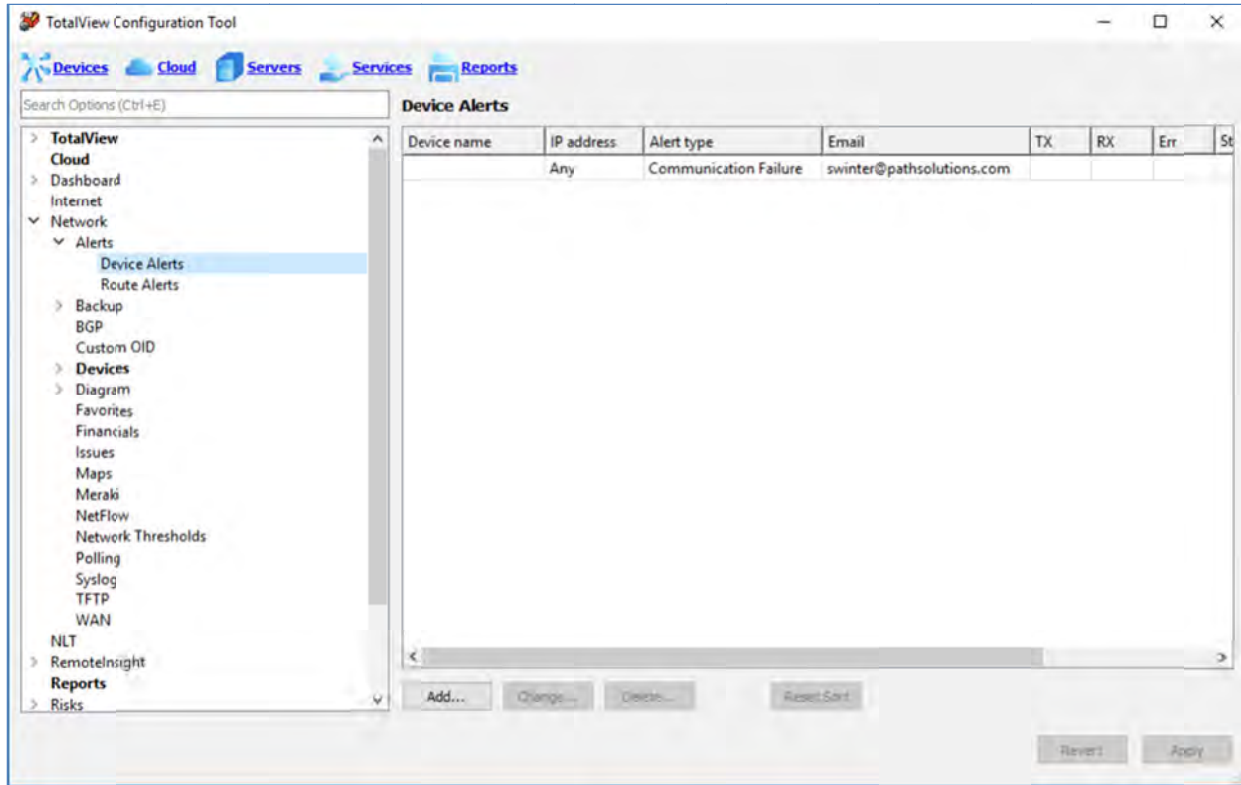 TotalView Configuration Tool
Devices Cloud Servers Services Reports
Search Options (Ctrl+E)
TotalView
Cloud
Dashboard
Internet
Network
Alerts
Device Alerts
Route Alerts
Backup
BGP
Custom OID
Devices
Diagram
Favorites
Financials
Issues
Maps
Meraki
NetFlow
Network Thresholds
Polling
Syslog
TFTP
WAN
NLT
RemoteInsight
Reports
Risks
Device Alerts
Device name IP address Alert type Email TX RX Err St
Any Communication Failure swinter@pathsolutions.com
Add... Change... Delete... Reset Sort
Revert Apply